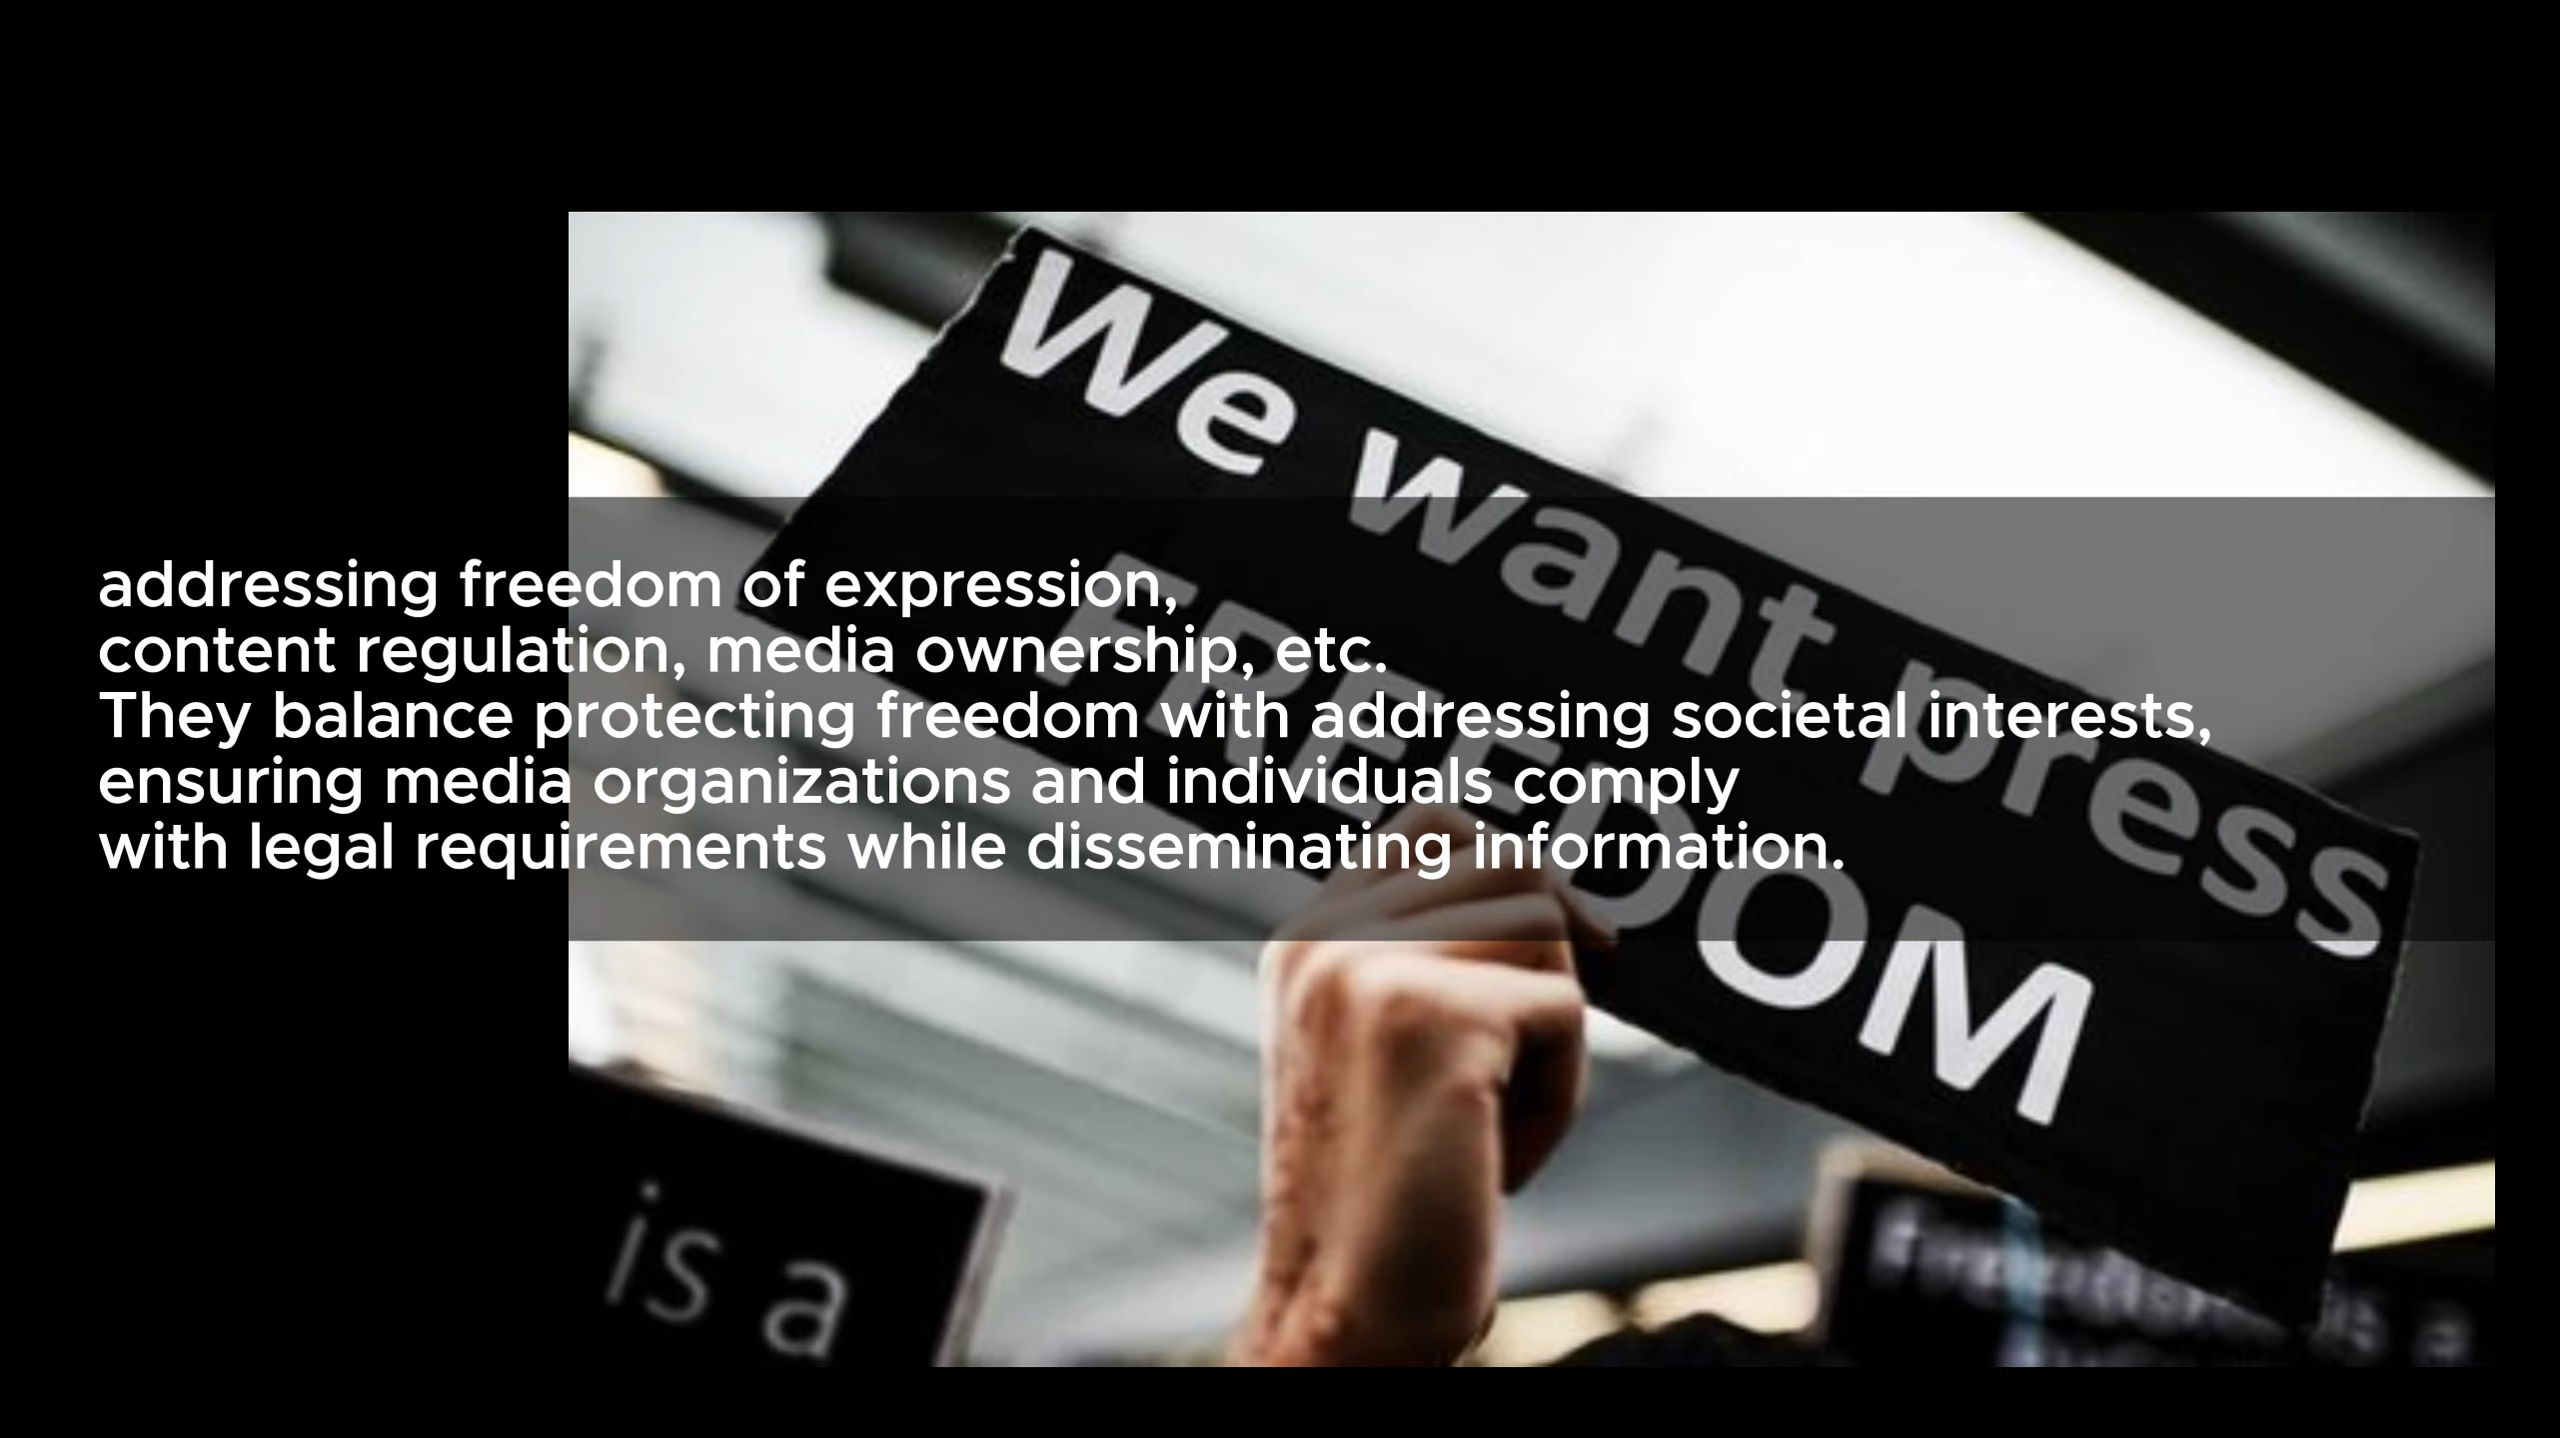 We want press
FREEDOM
addressing freedom of expression,
content regulation, media ownership, etc.
They balance protecting freedom with addressing societal interests,
ensuring media organizations and individuals comply
with legal requirements while disseminating information.
is a
is a